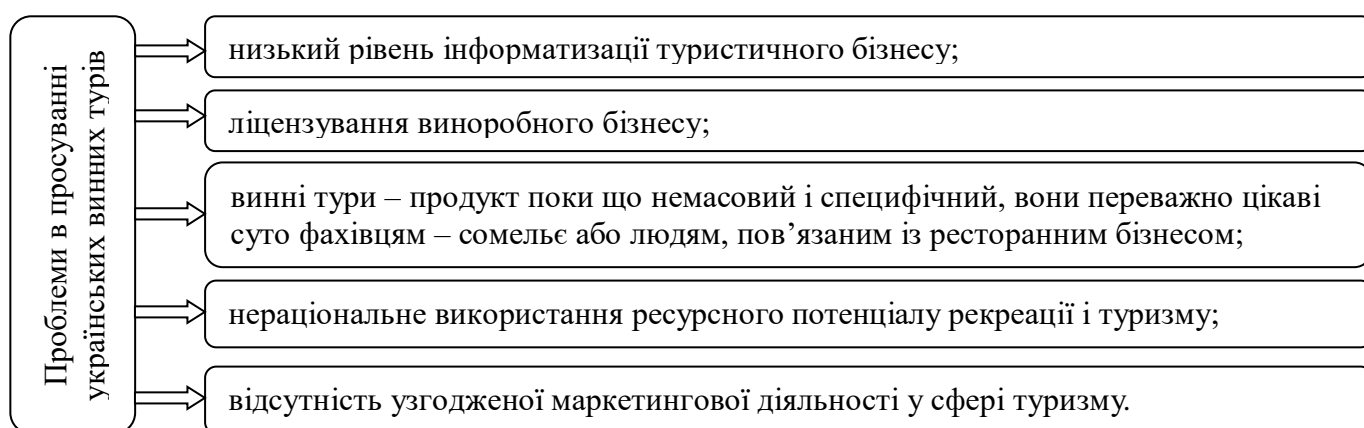 Проблеми в просуванні
українських винних турів
низький рівень інформатизації туристичного бізнесу;
ліцензування виноробного бізнесу;
винні тури – продукт поки що немасовий і специфічний, вони переважно цікаві
суто фахівцям – сомельє або людям, пов’язаним із ресторанним бізнесом;
нераціональне використання ресурсного потенціалу рекреації і туризму;
відсутність узгодженої маркетингової діяльності у сфері туризму.